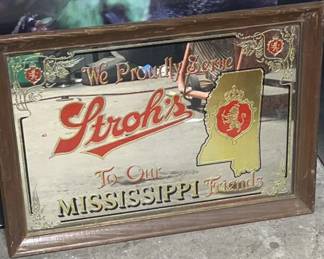 We Proudly Serve
Stroh's
To Our
MISSISSIPPI Friends